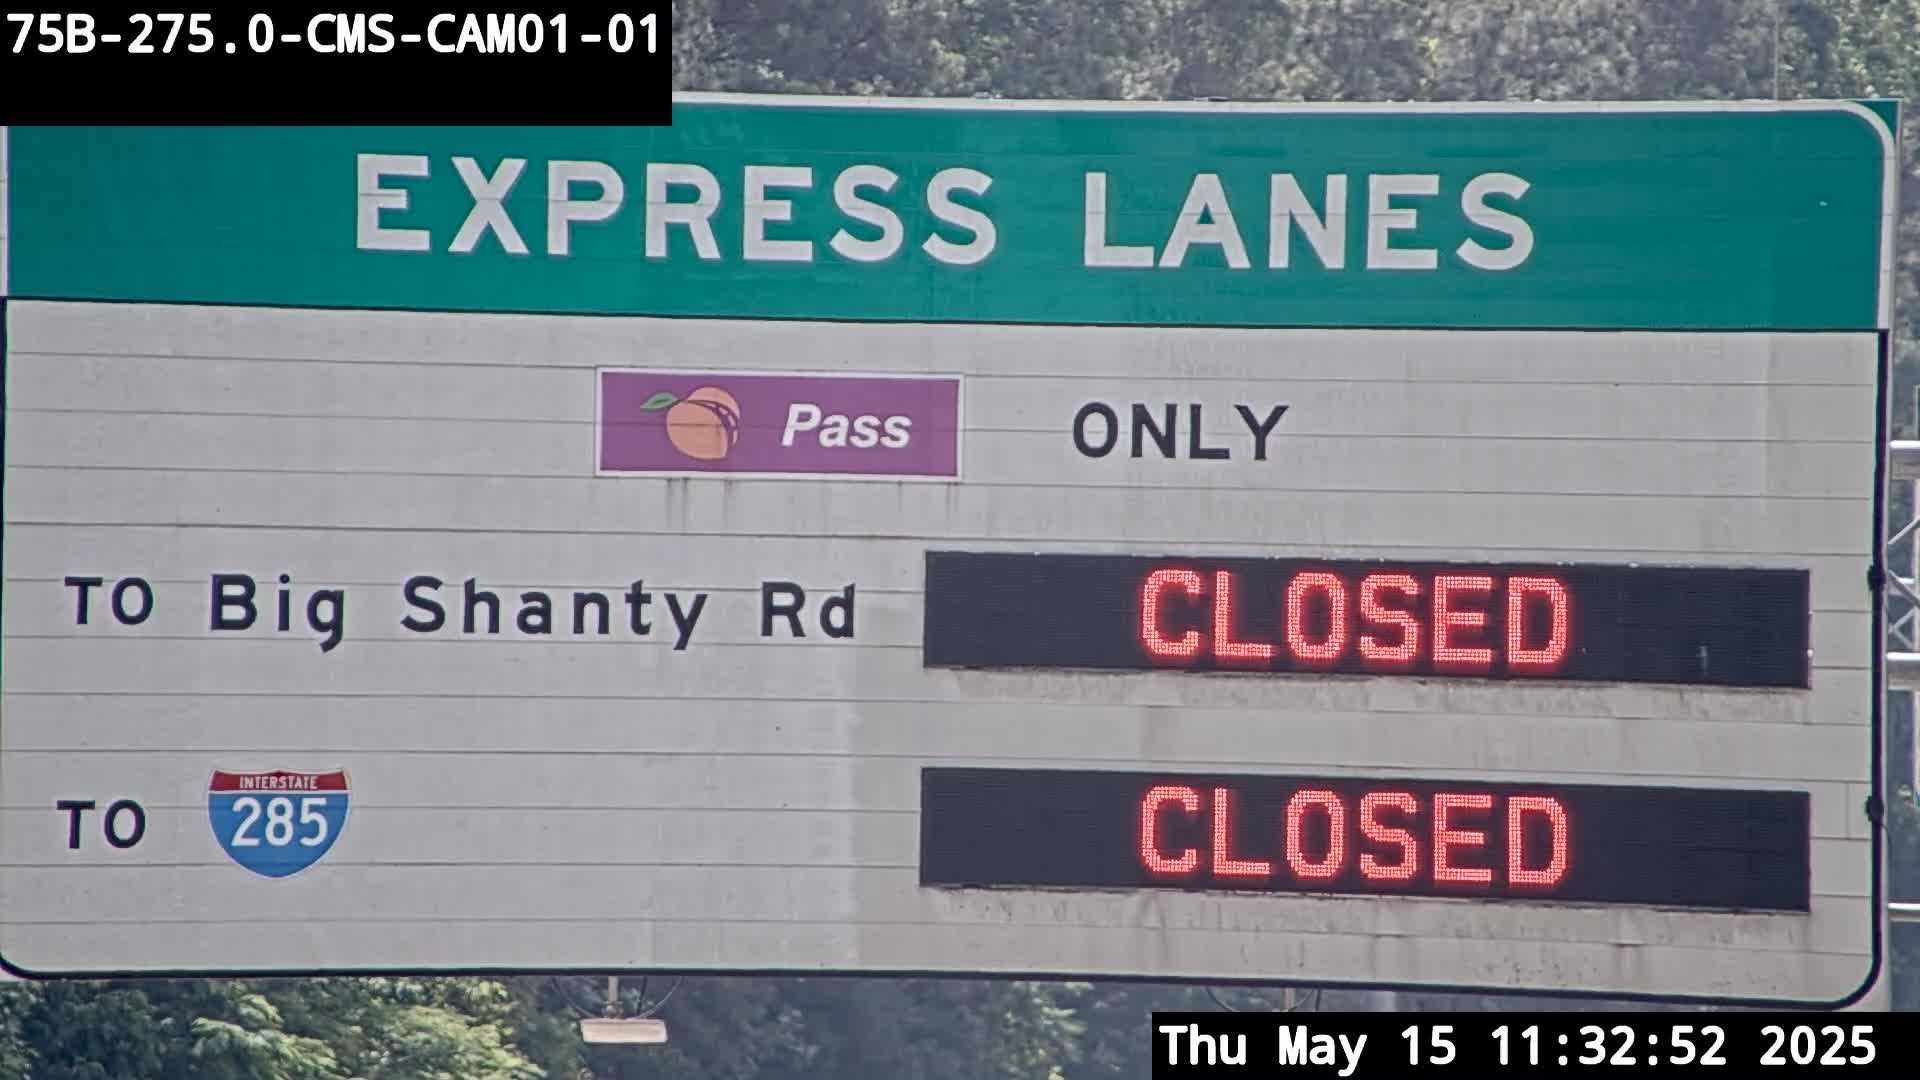 75B-275.0-CMS-CAM01-01
EXPRESS LANES
Pass ONLY
TO Big Shanty Rd CLOSED
TO INTERSTATE 285 CLOSED
Thu May 15 11:32:52 2025